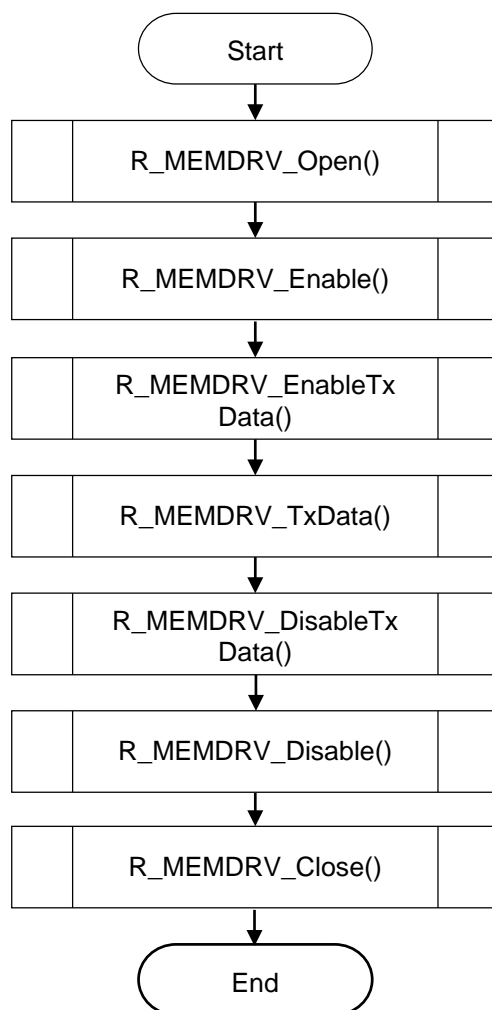 Start
R_MEMDRV_Open()
R_MEMDRV_Enable()
R_MEMDRV_EnableTx
Data()
R_MEMDRV_TxData()
R_MEMDRV_DisableTx
Data()
R_MEMDRV_Disable()
R_MEMDRV_Close()
End